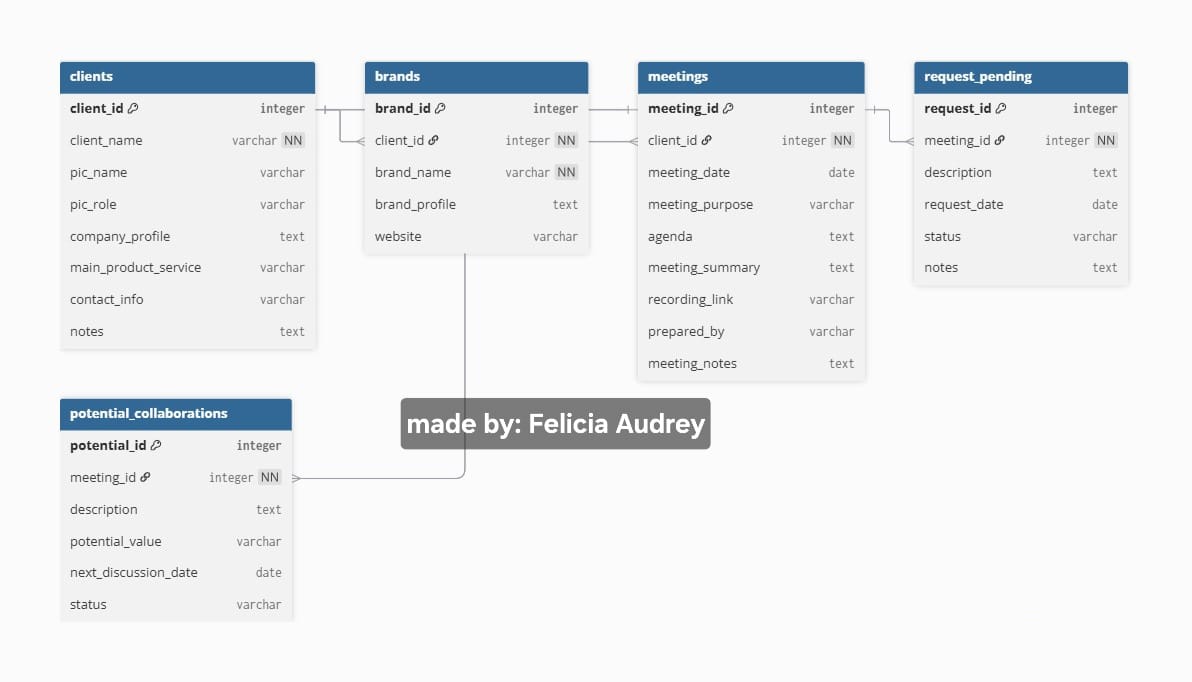 clients
client_id integer
client_name varchar NN
pic_name varchar
pic_role varchar
company_profile text
main_product_service varchar
contact_info varchar
notes text
brands
brand_id integer
client_id integer NN
brand_name varchar NN
brand_profile text
website varchar
meetings
meeting_id integer
client_id integer NN
meeting_date date
meeting_purpose varchar
agenda text
meeting_summary text
recording_link varchar
prepared_by varchar
meeting_notes text
request_pending
request_id integer
meeting_id integer NN
description text
request_date date
status varchar
notes text
potential_collaborations
potential_id integer
meeting_id integer NN
description text
potential_value varchar
next_discussion_date date
status varchar
made by: Felicia Audrey